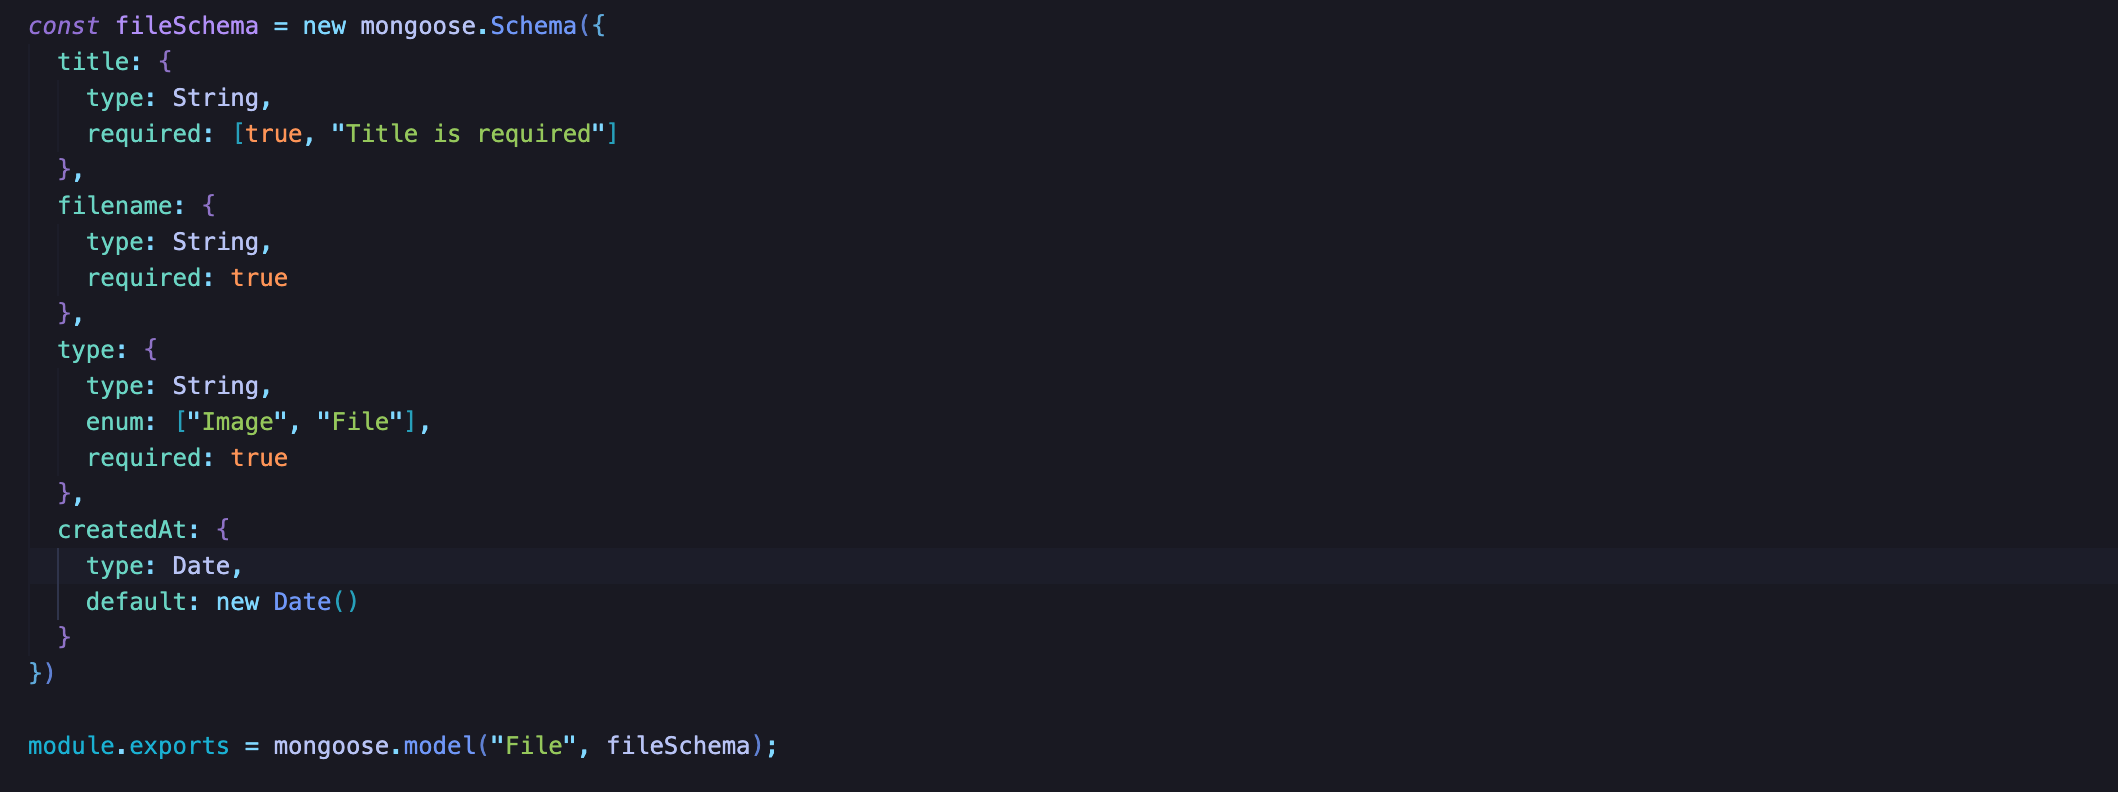 const fileSchema = new mongoose.Schema({
  title: {
    type: String,
    required: [true, "Title is required"]
  },
  filename: {
    type: String,
    required: true
  },
  type: {
    type: String,
    enum: ["Image", "File"],
    required: true
  },
  createdAt: {
    type: Date,
    default: new Date()
  }
})

module.exports = mongoose.model("File", fileSchema);